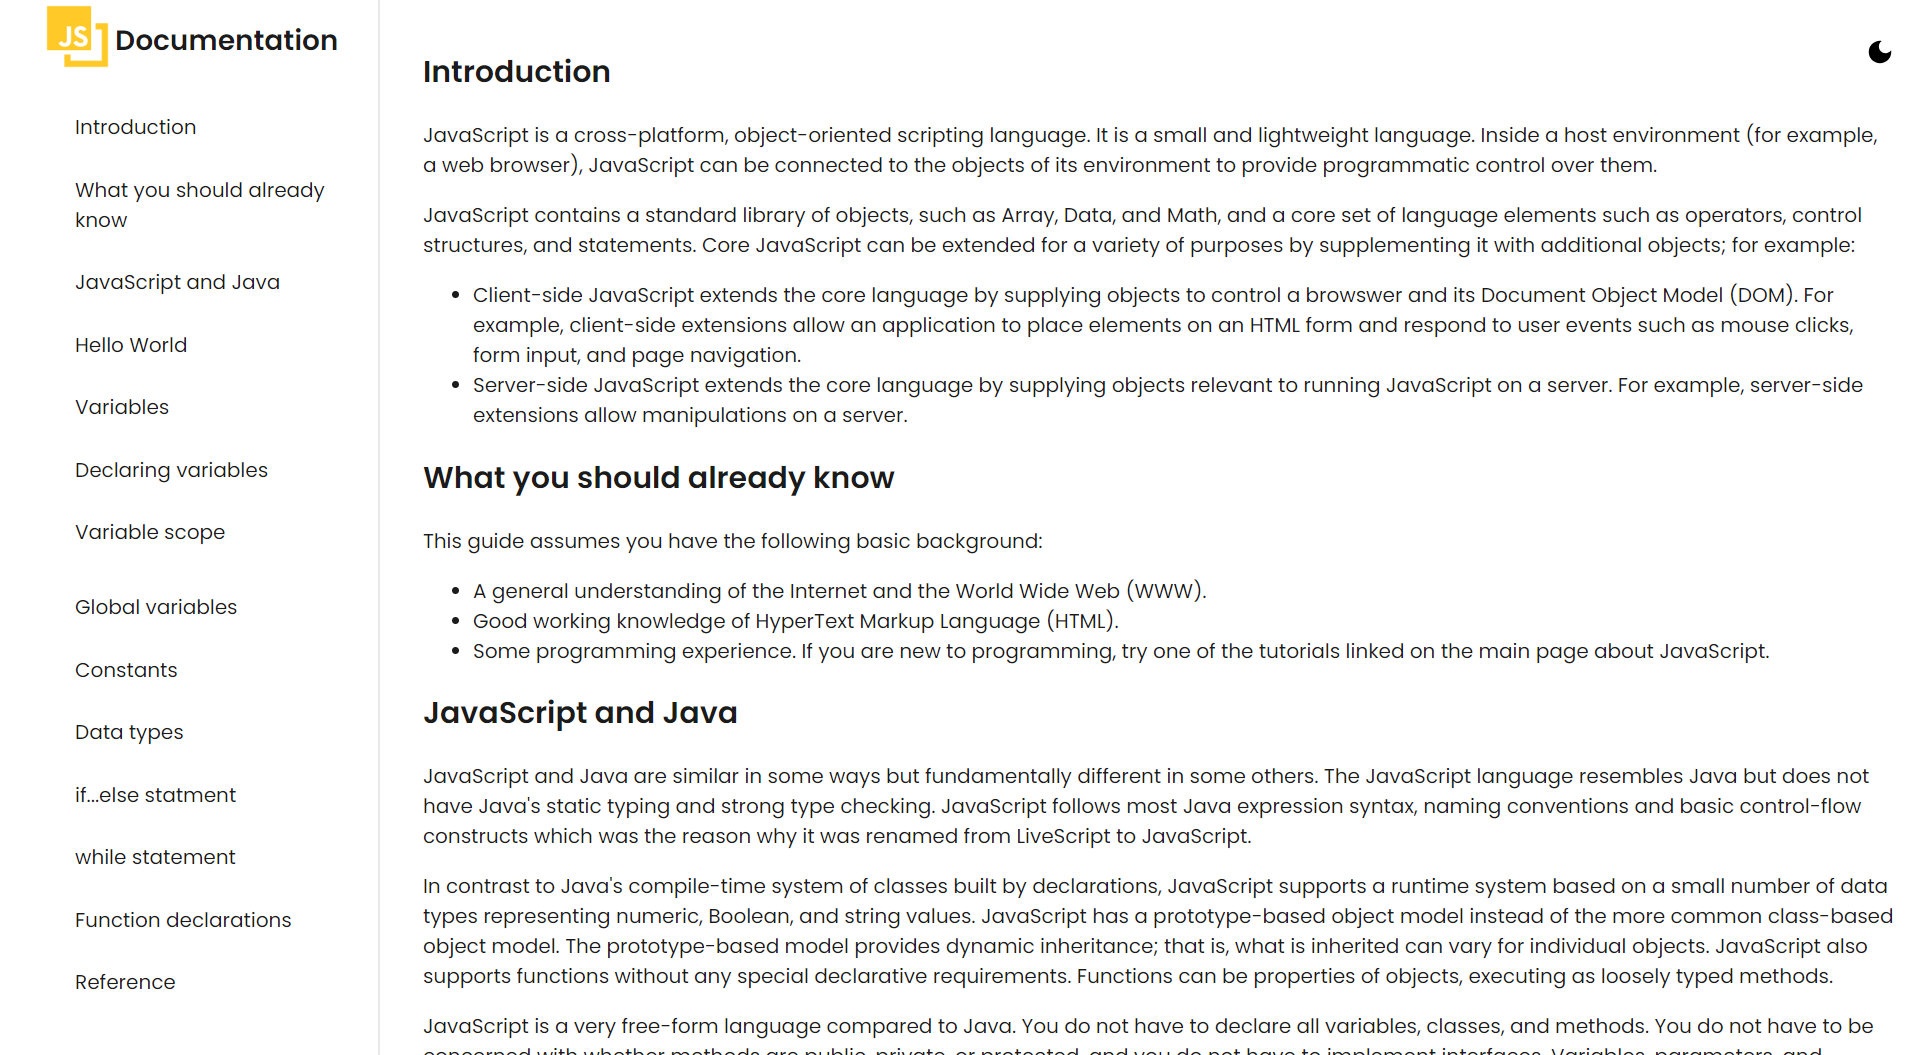 JS Documentation
Introduction
What you should already
know
JavaScript and Java
Hello World
Variables
Declaring variables
Variable scope
Global variables
Constants
Data types
if...else statment
while statement
Function declarations
Reference
Introduction
JavaScript is a cross-platform, object-oriented scripting language. It is a small and lightweight language. Inside a host environment (for example,
a web browser), JavaScript can be connected to the objects of its environment to provide programmatic control over them.
JavaScript contains a standard library of objects, such as Array, Data, and Math, and a core set of language elements such as operators, control
structures, and statements. Core JavaScript can be extended for a variety of purposes by supplementing it with additional objects; for example:
• Client-side JavaScript extends the core language by supplying objects to control a browswer and its Document Object Model (DOM). For
example, client-side extensions allow an application to place elements on an HTML form and respond to user events such as mouse clicks,
form input, and page navigation.
• Server-side JavaScript extends the core language by supplying objects relevant to running JavaScript on a server. For example, server-side
extensions allow manipulations on a server.
What you should already know
This guide assumes you have the following basic background:
• A general understanding of the Internet and the World Wide Web (WWW).
• Good working knowledge of HyperText Markup Language (HTML).
• Some programming experience. If you are new to programming, try one of the tutorials linked on the main page about JavaScript.
JavaScript and Java
JavaScript and Java are similar in some ways but fundamentally different in some others. The JavaScript language resembles Java but does not
have Java's static typing and strong type checking. JavaScript follows most Java expression syntax, naming conventions and basic control-flow
constructs which was the reason why it was renamed from LiveScript to JavaScript.
In contrast to Java's compile-time system of classes built by declarations, JavaScript supports a runtime system based on a small number of data
types representing numeric, Boolean, and string values. JavaScript has a prototype-based object model instead of the more common class-based
object model. The prototype-based model provides dynamic inheritance; that is, what is inherited can vary for individual objects. JavaScript also
supports functions without any special declarative requirements. Functions can be properties of objects, executing as loosely typed methods.
JavaScript is a very free-form language compared to Java. You do not have to declare all variables, classes, and methods. You do not have to be
concerned with whether methods are public, private, or protected, and you do not have to implement interfaces. Variables, parameters, and